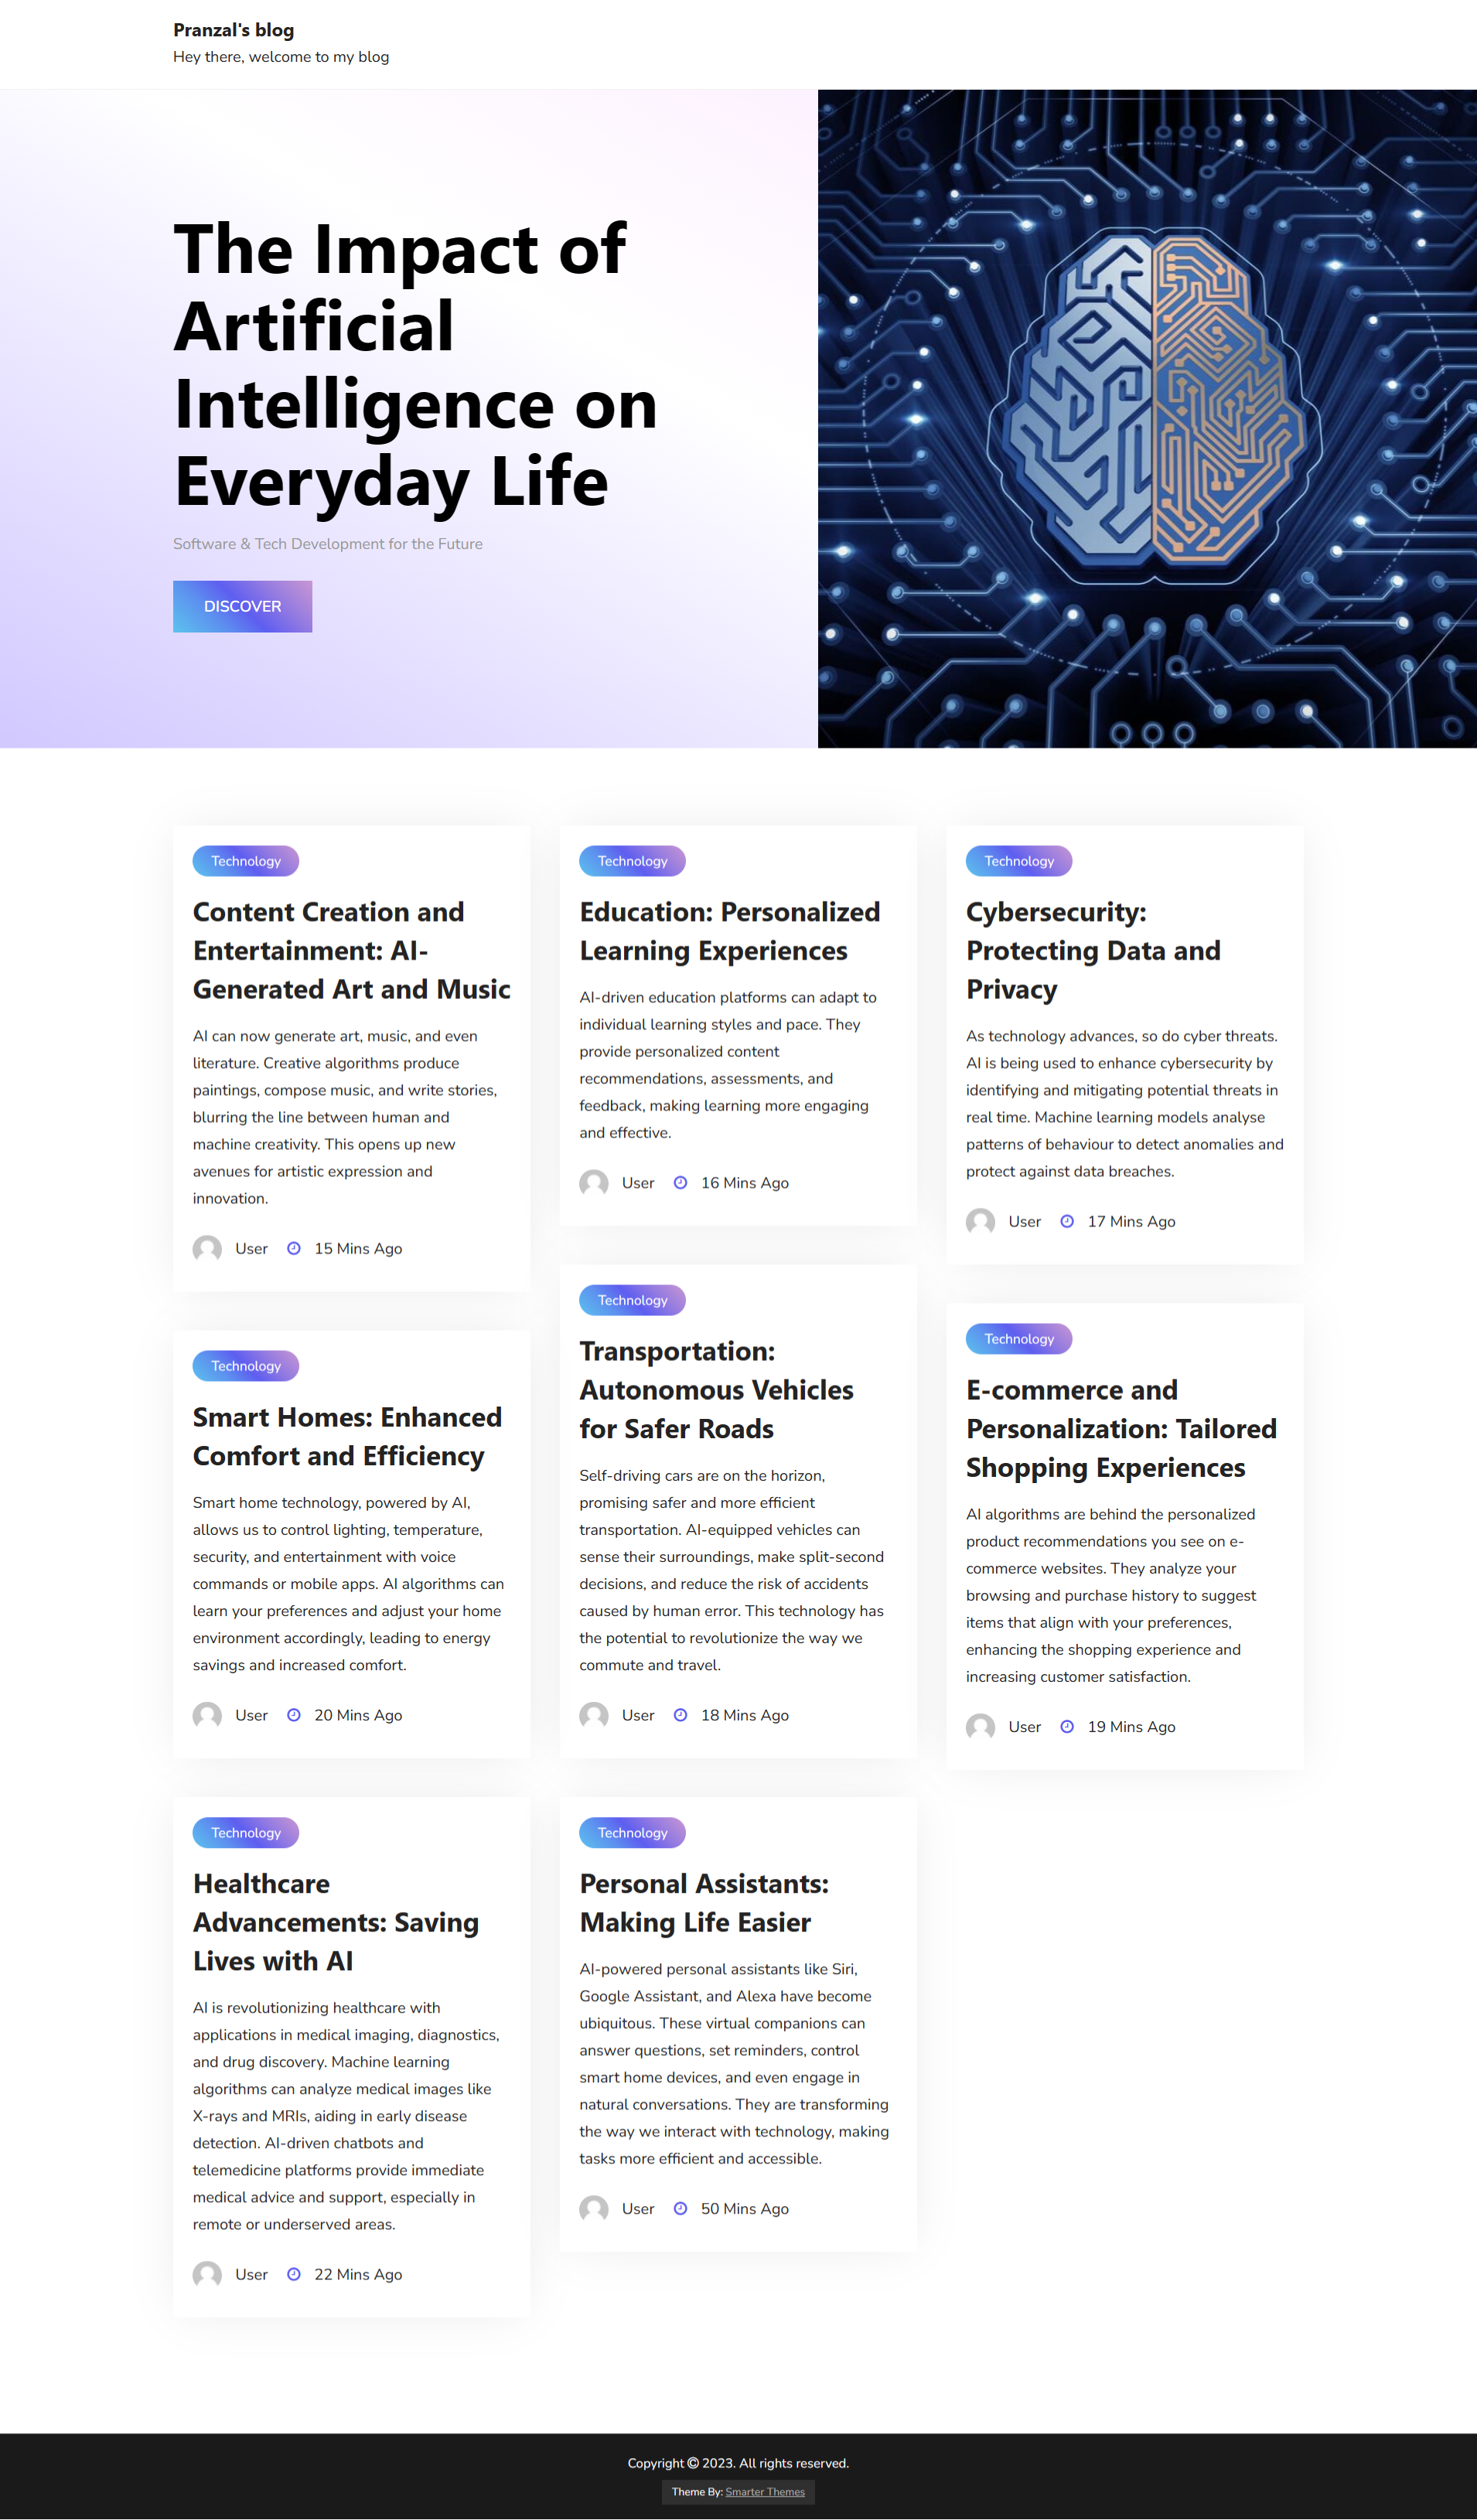 Pranzal's blog
Hey there, welcome to my blog
The Impact of
Artificial
Intelligence on
Everyday Life
Software & Tech Development for the Future
DISCOVER
Technology
Content Creation and
Entertainment: AI-
Generated Art and Music
AI can now generate art, music, and even
literature. Creative algorithms produce
paintings, compose music, and write stories,
blurring the line between human and
machine creativity. This opens up new
avenues for artistic expression and
innovation.
User 15 Mins Ago
Technology
Education: Personalized
Learning Experiences
AI-driven education platforms can adapt to
individual learning styles and pace. They
provide personalized content
recommendations, assessments, and
feedback, making learning more engaging
and effective.
User 16 Mins Ago
Technology
Cybersecurity:
Protecting Data and
Privacy
As technology advances, so do cyber threats.
AI is being used to enhance cybersecurity by
identifying and mitigating potential threats in
real time. Machine learning models analyse
patterns of behaviour to detect anomalies and
protect against data breaches.
User 17 Mins Ago
Technology
Transportation:
Autonomous Vehicles
for Safer Roads
Self-driving cars are on the horizon,
promising safer and more efficient
transportation. AI-equipped vehicles can
sense their surroundings, make split-second
decisions, and reduce the risk of accidents
caused by human error. This technology has
the potential to revolutionize the way we
commute and travel.
User 18 Mins Ago
Technology
E-commerce and
Personalization: Tailored
Shopping Experiences
AI algorithms are behind the personalized
product recommendations you see on e-
commerce websites. They analyze your
browsing and purchase history to suggest
items that align with your preferences,
enhancing the shopping experience and
increasing customer satisfaction.
User 19 Mins Ago
Technology
Smart Homes: Enhanced
Comfort and Efficiency
Smart home technology, powered by AI,
allows us to control lighting, temperature,
security, and entertainment with voice
commands or mobile apps. AI algorithms can
learn your preferences and adjust your home
environment accordingly, leading to energy
savings and increased comfort.
User 20 Mins Ago
Technology
Healthcare
Advancements: Saving
Lives with AI
AI is revolutionizing healthcare with
applications in medical imaging, diagnostics,
and drug discovery. Machine learning
algorithms can analyze medical images like
X-rays and MRIs, aiding in early disease
detection. AI-driven chatbots and
telemedicine platforms provide immediate
medical advice and support, especially in
remote or underserved areas.
User 22 Mins Ago
Technology
Personal Assistants:
Making Life Easier
AI-powered personal assistants like Siri,
Google Assistant, and Alexa have become
ubiquitous. These virtual companions can
answer questions, set reminders, control
smart home devices, and even engage in
natural conversations. They are transforming
the way we interact with technology, making
tasks more efficient and accessible.
User 50 Mins Ago
Copyright © 2023. All rights reserved.
Theme By: Smarter Themes